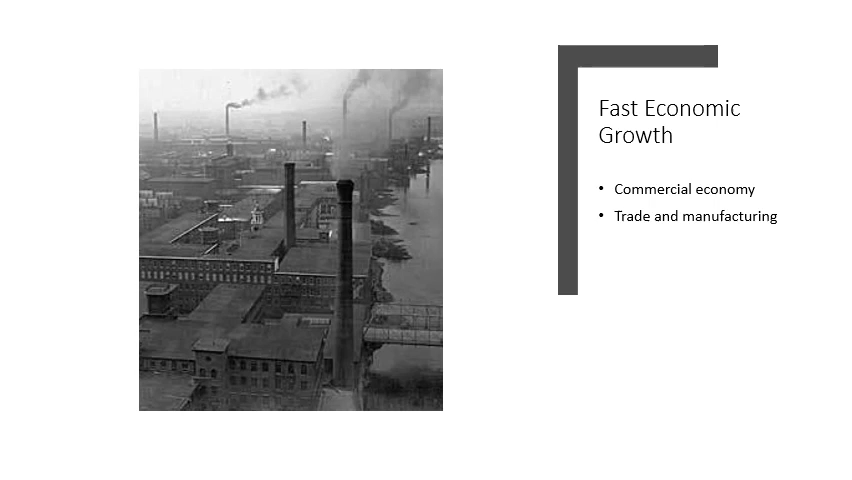 Fast Economic
Growth
• Commercial economy
• Trade and manufacturing